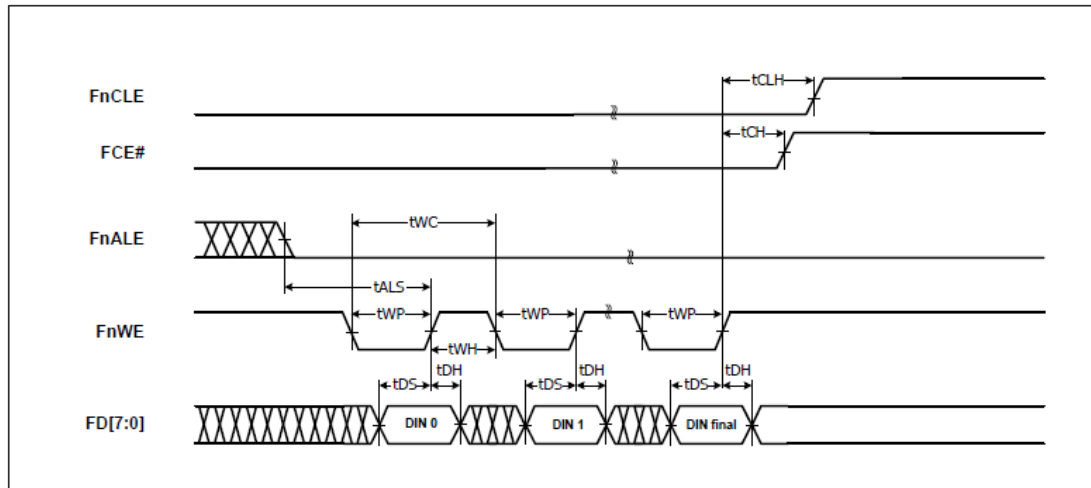 tCLH
FnCLE
tCH
FCE#
tWC
FnALE
tALS
tWP tWP tWP
FnWE
tWH
tDS tDH tDS tDH tDS tDH
FD[7:0] DIN 0 DIN 1 DIN final